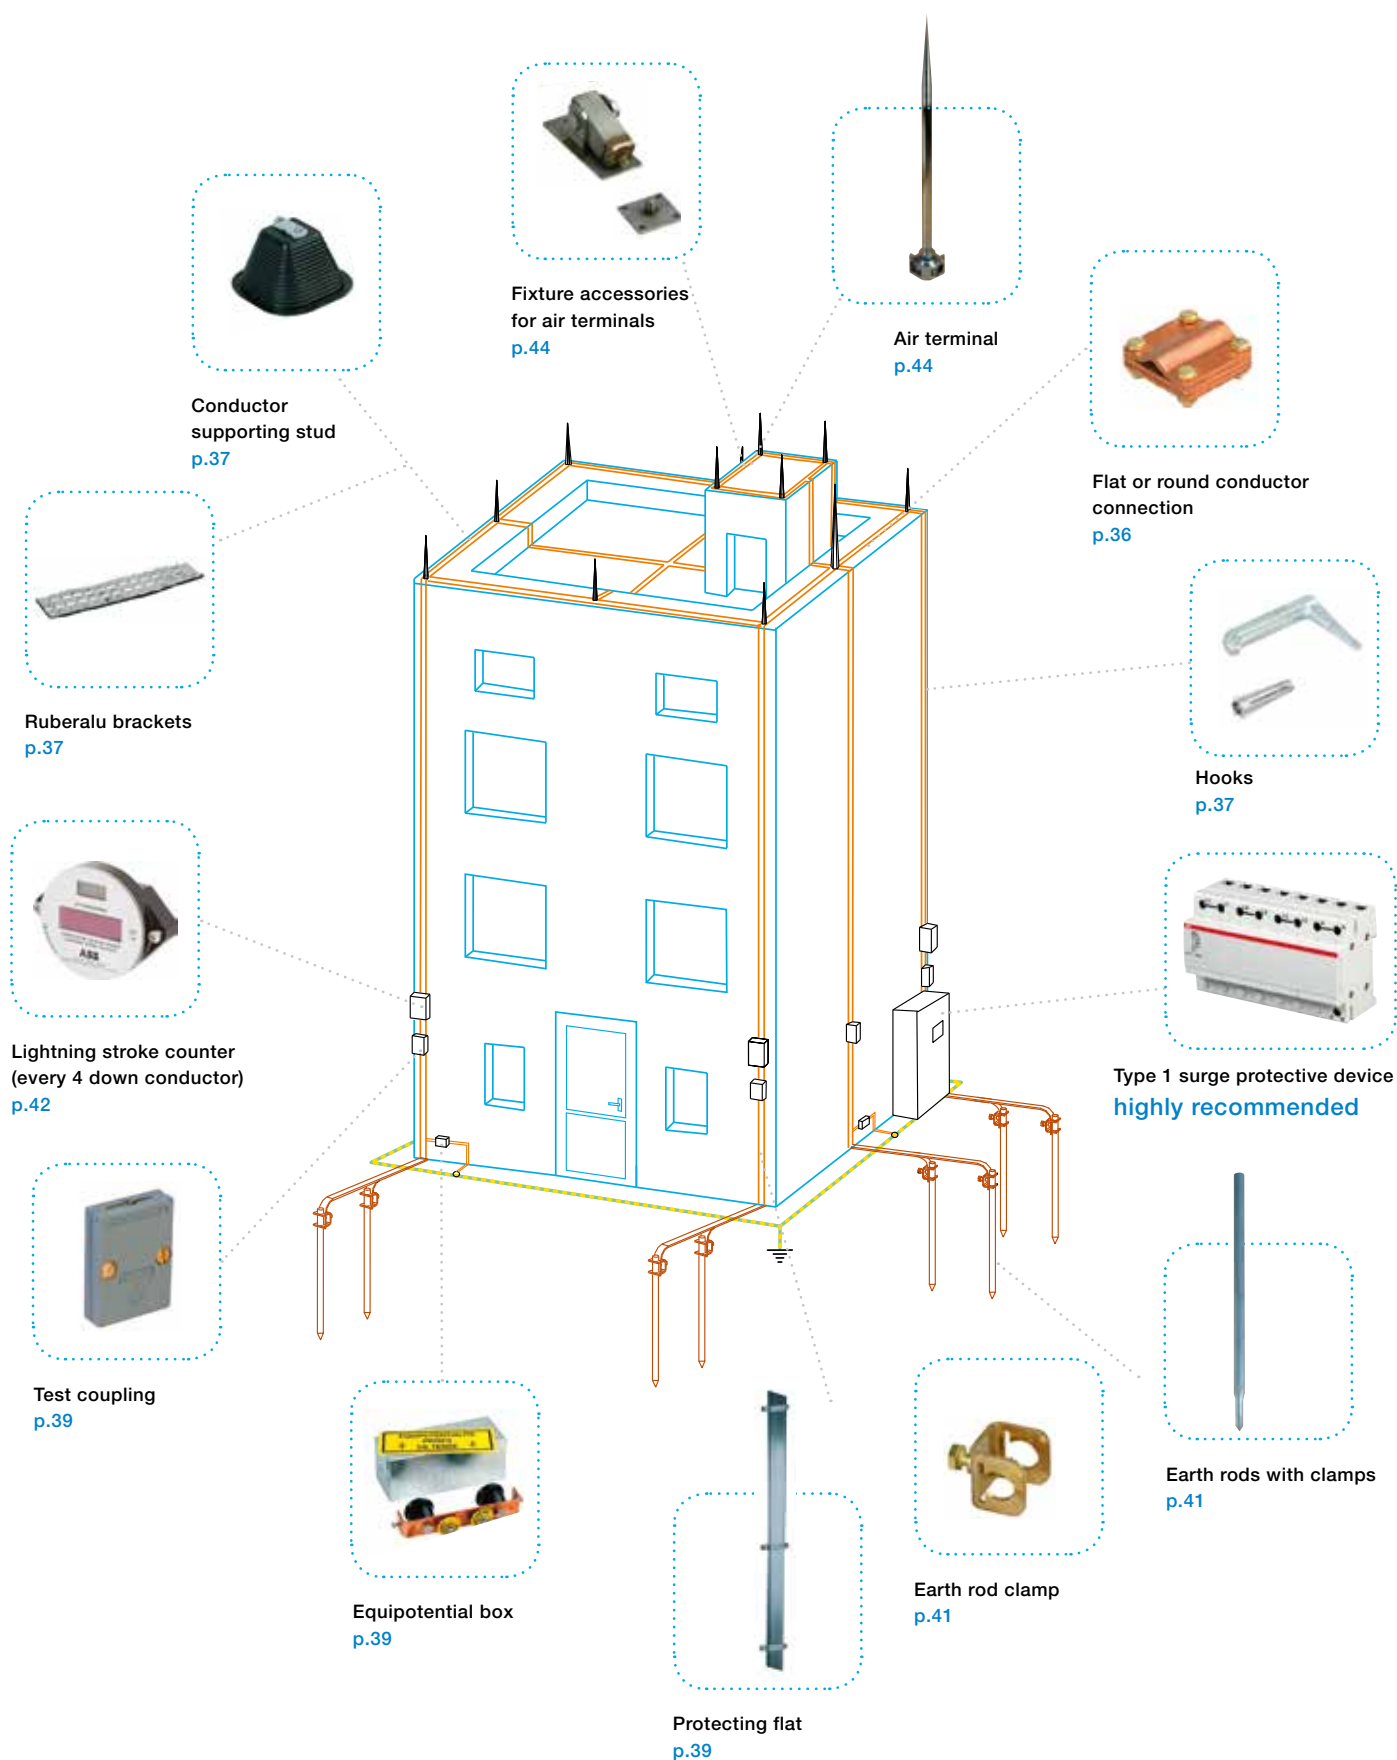 Fixture accessories
for air terminals
p.44
Air terminal
p.44
Conductor
supporting stud
p.37
Flat or round conductor
connection
p.36
Ruberalu brackets
p.37
Hooks
p.37
ABB
Lightning stroke counter
(every 4 down conductor)
p.42
Type 1 surge protective device
highly recommended
Test coupling
p.39
Earth rods with clamps
p.41
Equipotential box
p.39
Earth rod clamp
p.41
Protecting flat
p.39